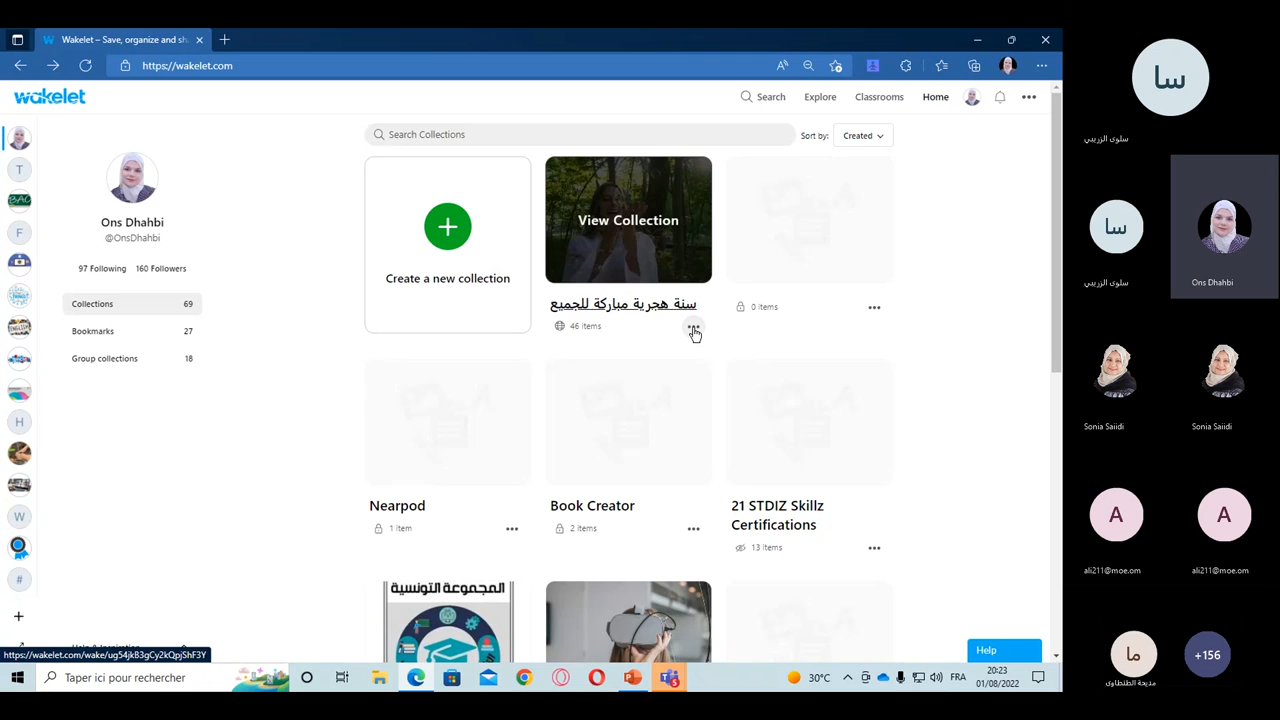 Wakelet – Save, organize and sh
https://wakelet.com
wakelet
Search
Explore
Classrooms
Home
Search Collections
Sort by:
Created
T
BAC
F
H
W
#
Ons Dhahbi
@OnsDhahbi
97 Following
160 Followers
Collections 69
Bookmarks 27
Group collections 18
Create a new collection
View Collection
سنة هجرية مباركة للجميع
46 items
0 items
Nearpod
1 item
Book Creator
2 items
21 STDIZ Skillz
Certifications
13 items
المجموعة التونسية
Help
https://wakelet.com/wake/ug54jkB3gCy2kQpjShF3Y
Taper ici pour rechercher
30°C
FRA
20:23
01/08/2022
سا
سلوى الزريبي
سا
سلوى الزريبي
Ons Dhahbi
Sonia Saiidi
Sonia Saiidi
A
A
ali211@moe.om
ali211@moe.om
ما
+156
مديحة الطنطاوى